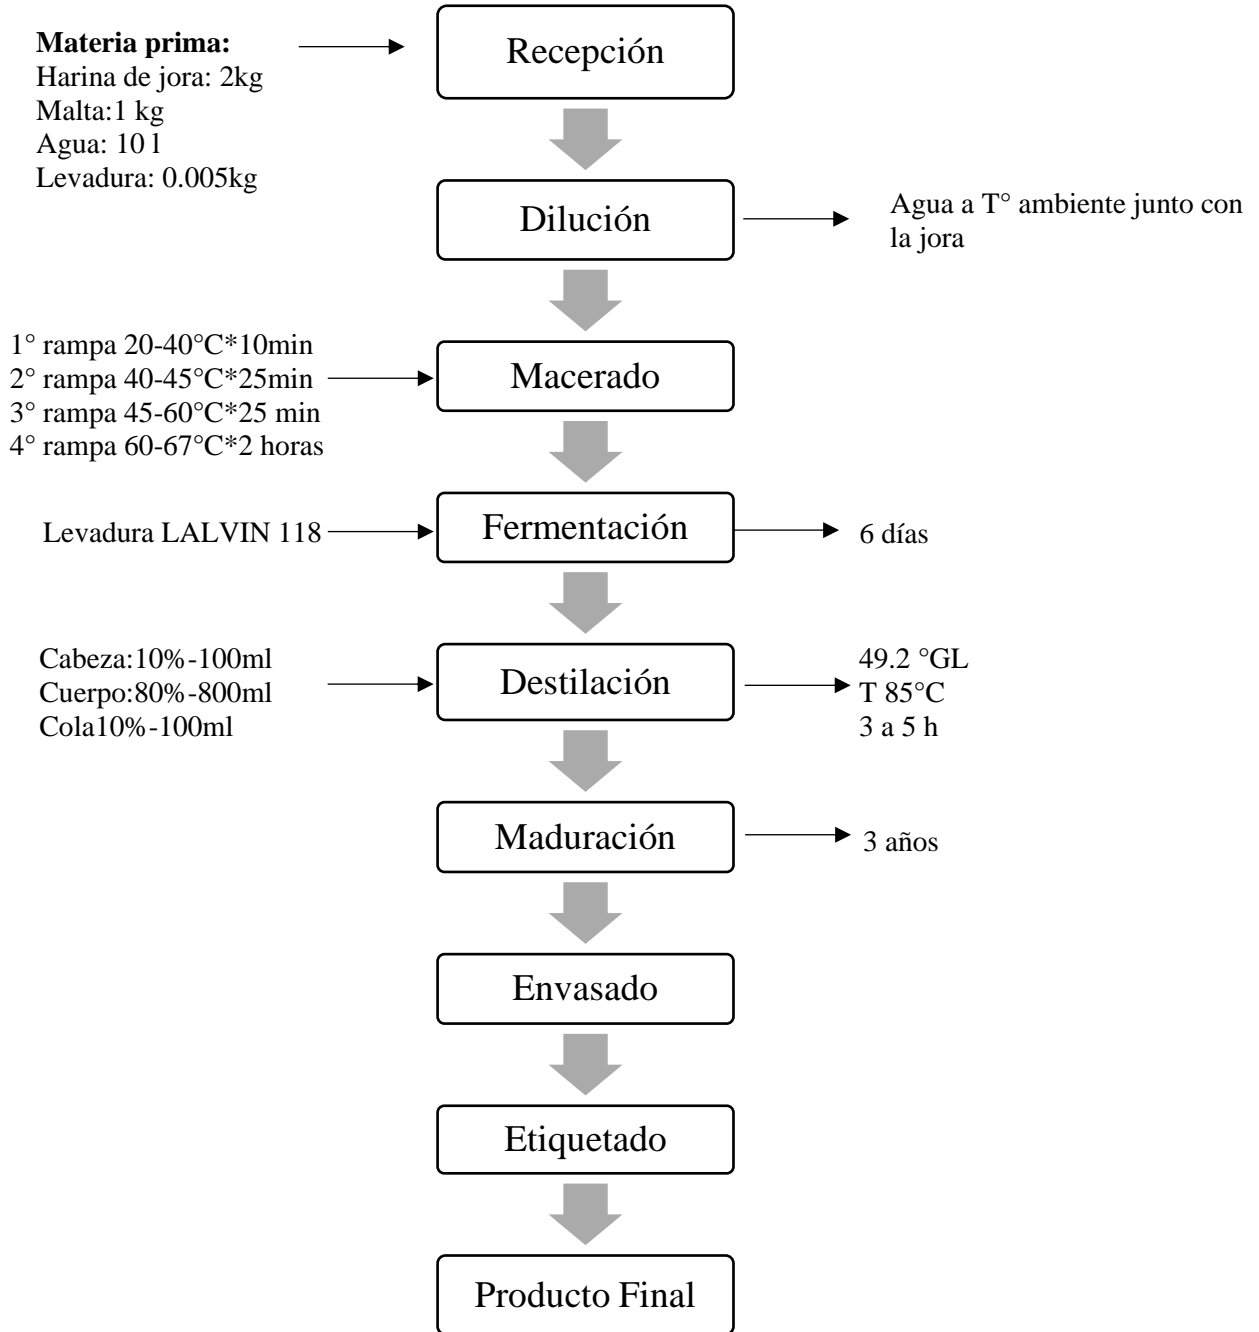 Materia prima:
Harina de jora: 2kg
Malta:1 kg
Agua: 10 l
Levadura: 0.005kg
Recepción
Dilución
Agua a T° ambiente junto con
la jora
1° rampa 20-40°C*10min
2° rampa 40-45°C*25min
3° rampa 45-60°C*25 min
4° rampa 60-67°C*2 horas
Macerado
Levadura LALVIN 118
Fermentación
6 días
Cabeza:10%-100ml
Cuerpo:80%-800ml
Cola10%-100ml
Destilación
49.2 °GL
T 85°C
3 a 5 h
Maduración
3 años
Envasado
Etiquetado
Producto Final